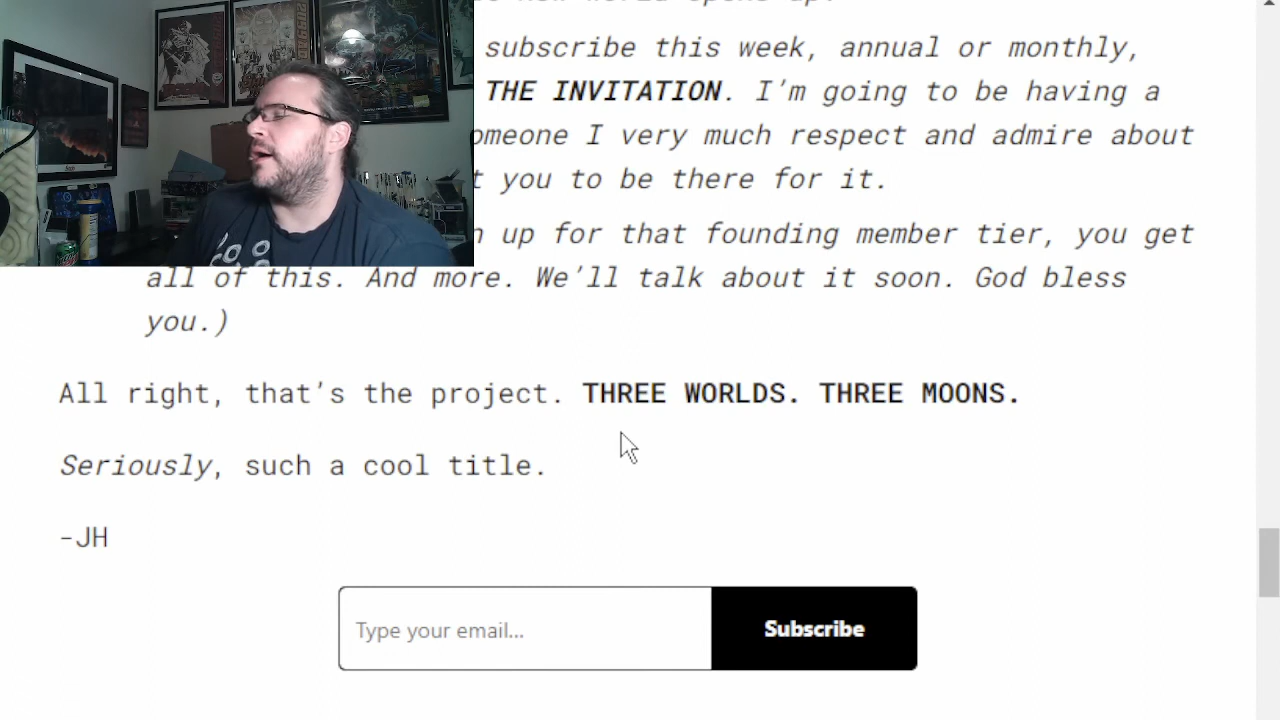 subscribe this week, annual or monthly,
THE INVITATION. I'm going to be having a
I very much respect and admire about
you to be there for it.
up for that founding member tier, you get
all of this. And more. We'll talk about it soon. God bless
you.)
All right, that's the project. THREE WORLDS. THREE MOONS.
Seriously, such a cool title.
-JH
Type your email...
Subscribe